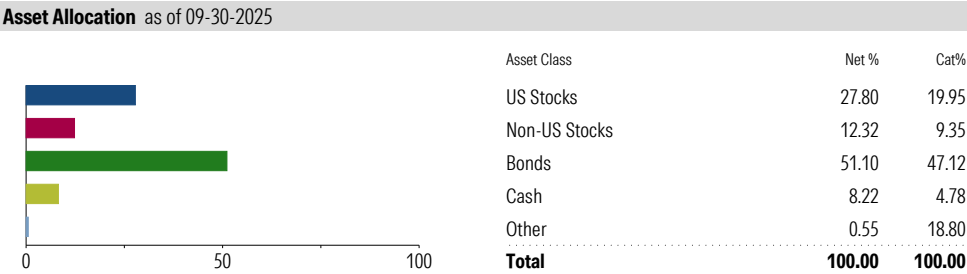 Asset Allocation as of 09-30-2025
Asset Class Net % Cat%
US Stocks 27.80 19.95
Non-US Stocks 12.32 9.35
Bonds 51.10 47.12
Cash 8.22 4.78
Other 0.55 18.80
Total 100.00 100.00
0 50 100